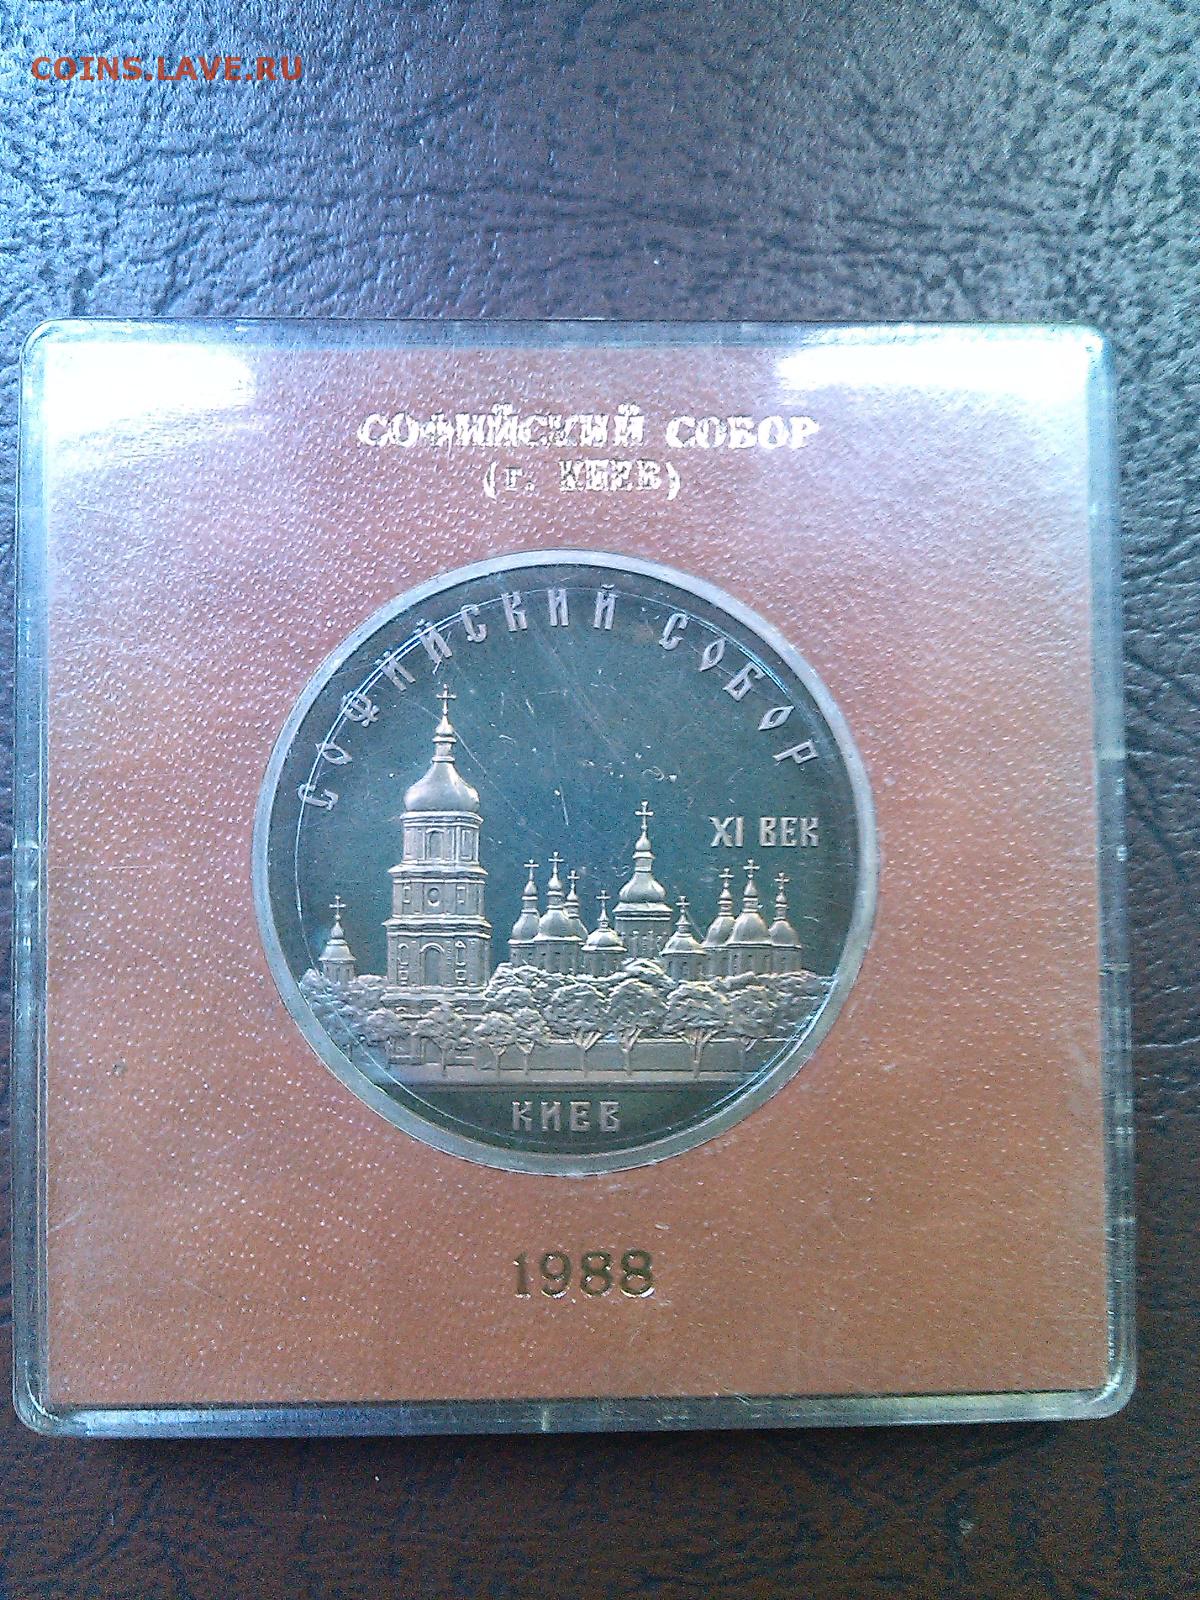 COINS.LAVE.RU
СОФИЙСКИЙ СОБОР
(г. КИЕВ)
СОФИЙСКИЙ СОБОР
XI ВЕК
КИЕВ
1988